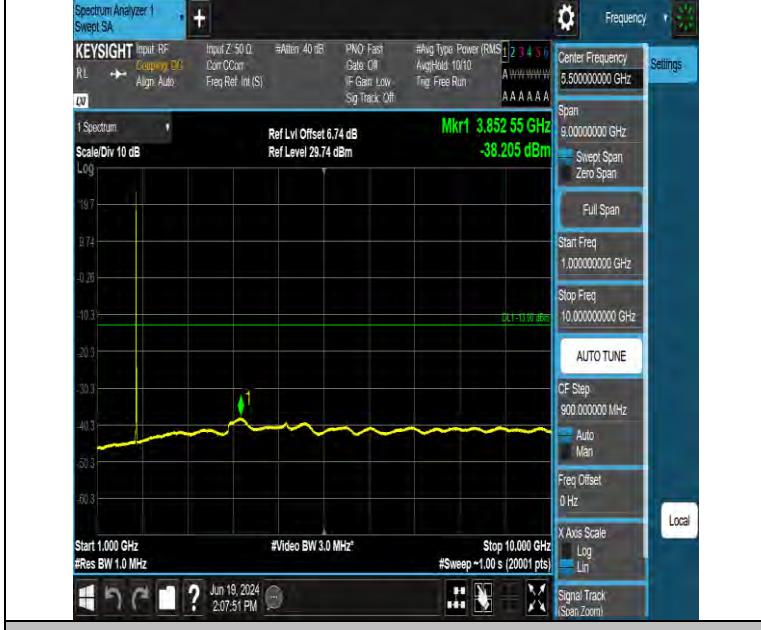 Spectrum Analyzer 1
Swept SA
+
Frequency
KEYSIGHT
RL
LXI
Input: RF
Coupling: DC
Align: Auto
Input Z: 50 Ω
Corr CCorr
Freq Ref: Int (S)
#Atten: 40 dB
PNO: Fast
Gate: Off
IF Gain: Low
Sig Track: Off
#Avg Type: Power (RMS
Avg|Hold: 10/10
Trig: Free Run
1 2 3 4 5 6
A W W W W W
A A A A A A
Settings
1 Spectrum
Scale/Div 10 dB
Log
Ref Lvl Offset 6.74 dB
Ref Level 29.74 dBm
Mkr1 3.852 55 GHz
-38.205 dBm
19.7
9.74
-0.26
-10.3
-20.3
-30.3
-40.3
-50.3
-60.3
DL1 -13.00 dBm
1
Start 1.000 GHz
#Res BW 1.0 MHz
#Video BW 3.0 MHz*
Stop 10.000 GHz
#Sweep ~1.00 s (20001 pts)
Center Frequency
5.500000000 GHz
Span
9.00000000 GHz
Swept Span
Zero Span
Full Span
Start Freq
1.000000000 GHz
Stop Freq
10.000000000 GHz
AUTO TUNE
CF Step
900.000000 MHz
Auto
Man
Freq Offset
0 Hz
X Axis Scale
Log
Lin
Signal Track
(Span Zoom)
Local
?
Jun 19, 2024
2:07:51 PM